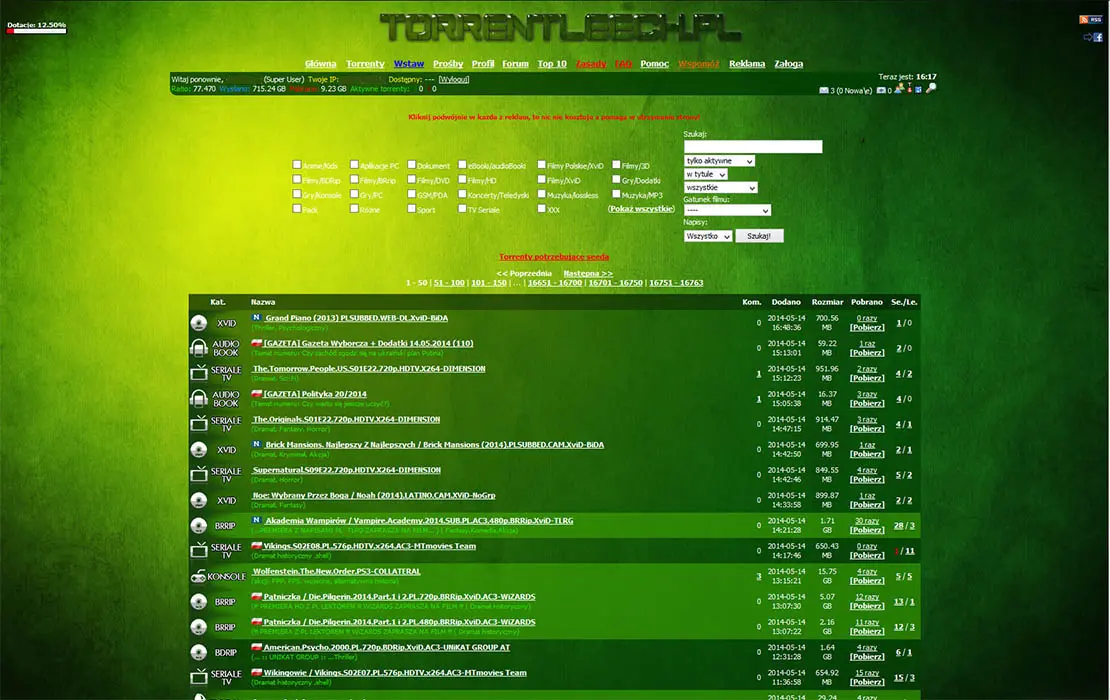 Dotacje: 12.50%
TORRENTLEECH.PL
RSS
Główna Torrenty Wstaw Prośby Profil Forum Top 10 Zasady FAQ Pomoc Wspomóż Reklama Załoga
Witaj ponownie, (Super User) Twoje IP: Dostępny: --- [Wyloguj]
Teraz jest: 16:17
Ratio: 77.470 Wysłano: 715.24 GB 9.23 GB Aktywne torrenty: 0 0
3 (0 Nowa\e) 0
Kliknij podwójnie w każdą z reklam, to nic nie kosztuje a pomaga w utrzymaniu strony!
Szukaj:
tylko aktywne
w tytule
wszystkie
Gatunek filmu:
----
Napisy:
Wszystko Szukaj!
Anime/Kids Aplikacje PC Dokument eBooki/audioBooki Filmy Polskie/XviD Filmy/3D
Filmy/BDRip Filmy/BRrip Filmy/DVD Filmy/HD Filmy/XviD Gry/Dodatki
Gry/Konsole Gry/PC GSM/PDA Koncerty/Teledyski Muzyka/lossless Muzyka/MP3
Pack Różne Sport TV Seriale XXX (Pokaż wszystkie)
Torrenty potrzebujące seeda
<< Poprzednia Następna >>
1 - 50 | 51 - 100 | 101 - 150 | ... | 16651 - 16700 | 16701 - 16750 | 16751 - 16763
Kat. Nazwa Kom. Dodano Rozmiar Pobrano Se./Le.
XVID N Grand Piano (2013) PLSUBBED.WEB-DL.XviD-BiDA 0 2014-05-14 16:48:36 700.56 MB 0 razy [Pobierz] 1 / 0
(Thriller, Psychologiczny)
AUDIO BOOK [GAZETA] Gazeta Wyborcza + Dodatki 14.05.2014 (110) 0 2014-05-14 15:13:01 59.22 MB 1 raz [Pobierz] 2 / 0
(Temat numeru: Czy zachód zgodzi się na ukraiński plan Putina)
SERIALE TV The.Tomorrow.People.US.S01E22.720p.HDTV.X264-DIMENSION 1 2014-05-14 15:12:23 951.96 MB 2 razy [Pobierz] 4 / 2
(Dramat, Sci-Fi)
AUDIO BOOK [GAZETA] Polityka 20/2014 1 2014-05-14 15:05:38 16.37 MB 3 razy [Pobierz] 4 / 0
(Temat numeru: Czy warto się jeszcze uczyć?)
SERIALE TV The.Originals.S01E22.720p.HDTV.X264-DIMENSION 0 2014-05-14 14:47:15 914.47 MB 3 razy [Pobierz] 4 / 1
(Dramat, Fantasy, Horror)
XVID N Brick Mansions. Najlepszy Z Najlepszych / Brick Mansions (2014).PLSUBBED.CAM.XviD-BiDA 0 2014-05-14 14:42:50 699.95 MB 1 raz [Pobierz] 2 / 1
(Dramat, Kryminał, Akcja)
SERIALE TV Supernatural.S09E22.720p.HDTV.X264-DIMENSION 0 2014-05-14 14:42:46 849.55 MB 4 razy [Pobierz] 5 / 2
(Dramat, Horror)
XVID Noe: Wybrany Przez Boga / Noah (2014).LATINO.CAM.XViD-NoGrp 0 2014-05-14 14:33:58 899.87 MB 1 raz [Pobierz] 2 / 2
(Dramat, Fantasy)
BRRIP N Akademia Wampirów / Vampire.Academy.2014.SUB.PL.AC3.480p.BRRip.XviD-TLRG 0 2014-05-14 14:21:28 1.71 GB 30 razy [Pobierz] 28 / 3
SERIALE TV Vikings.S02E08.PL.576p.HDTV.x264.AC3-MTmovies Team 0 2014-05-14 14:17:46 650.43 MB 0 razy [Pobierz] / 11
(Dramat historyczny .shell)
KONSOLE Wolfenstein.The.New.Order.PS3-COLLATERAL 3 2014-05-14 13:15:21 15.75 GB 4 razy [Pobierz] 5 / 5
(akcji, FPP, FPS, wojenne, alternatywna historia)
BRRIP Patniczka / Die.Pilgerin.2014.Part.1 i 2.PL.720p.BRRip.XviD.AC3-WiZARDS 0 2014-05-14 13:07:30 5.07 GB 12 razy [Pobierz] 13 / 1
(!! PREMIERA HD Z PL LEKTOREM !! WIZARDS ZAPRASZA NA FILM !! ( Dramat historyczny)
BRRIP Patniczka / Die.Pilgerin.2014.Part.1 i 2.PL.480p.BRRip.XviD.AC3-WiZARDS 0 2014-05-14 13:07:22 2.16 GB 11 razy [Pobierz] 12 / 3
(!! PREMIERA Z PL LEKTOREM !! WIZARDS ZAPRASZA NA FILM !! ( Dramat historyczny)
BDRIP American.Psycho.2000.PL.720p.BDRip.XviD.AC3-UNiKAT GROUP AT 0 2014-05-14 12:31:28 1.64 GB 4 razy [Pobierz] 6 / 1
(... :: UNIKAT GROUP :: ...Thriller)
SERIALE TV Wikingowie / Vikings.S02E07.PL.576p.HDTV.x264.AC3-MTmovies Team 0 2014-05-14 11:36:58 654.92 MB 15 razy [Pobierz] 15 / 3
(Dramat historyczny .shell)
2014-05-14 29.24 4 razy